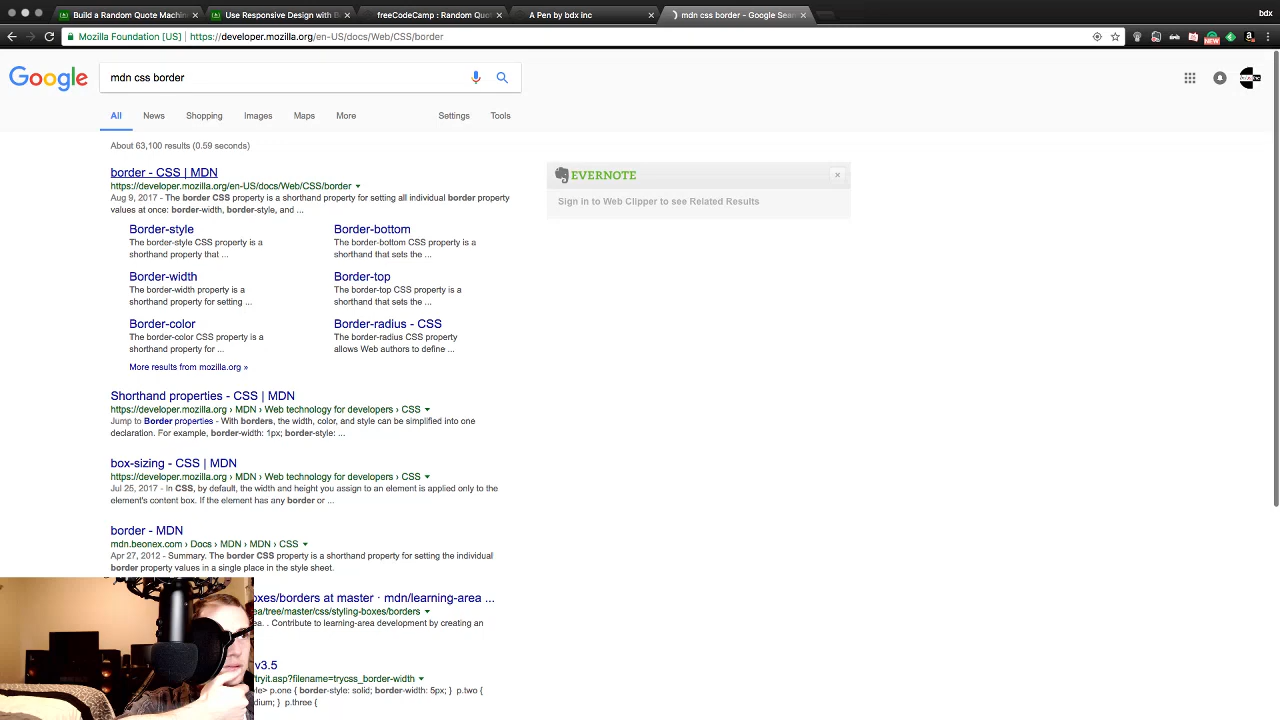 Build a Random Quote Machin
Use Responsive Design with B
freeCodeCamp : Random Quot
A Pen by bdx inc
mdn css border - Google Sear
bdx
Mozilla Foundation [US]
https://developer.mozilla.org/en-US/docs/Web/CSS/border
NEW
Google
mdn css border
All
News
Shopping
Images
Maps
More
Settings
Tools
About 63,100 results (0.59 seconds)
border - CSS | MDN
https://developer.mozilla.org/en-US/docs/Web/CSS/border
Aug 9, 2017 - The border CSS property is a shorthand property for setting all individual border property
values at once: border-width, border-style, and ...
Border-style
The border-style CSS property is a
shorthand property that ...
Border-bottom
The border-bottom CSS property is a
shorthand that sets the ...
Border-width
The border-width property is a
shorthand property for setting ...
Border-top
The border-top CSS property is a
shorthand that sets the ...
Border-color
The border-color CSS property is a
shorthand property for ...
Border-radius - CSS
The border-radius CSS property
allows Web authors to define ...
More results from mozilla.org »
Shorthand properties - CSS | MDN
https://developer.mozilla.org › MDN › Web technology for developers › CSS
Jump to Border properties - With borders, the width, color, and style can be simplified into one
declaration. For example, border-width: 1px; border-style: ...
box-sizing - CSS | MDN
https://developer.mozilla.org › MDN › Web technology for developers › CSS
Jul 25, 2017 - In CSS, by default, the width and height you assign to an element is applied only to the
element's content box. If the element has any border or ...
border - MDN
mdn.beonex.com › Docs › MDN › MDN › CSS
Apr 27, 2012 - Summary. The border CSS property is a shorthand property for setting the individual
border property values in a single place in the style sheet.
oxes/borders at master · mdn/learning-area ...
ea/tree/master/css/styling-boxes/borders
ea. . Contribute to learning-area development by creating an
v3.5
/tryit.asp?filename=trycss_border-width
style> p.one { border-style: solid; border-width: 5px; } p.two {
dium; } p.three {
EVERNOTE
Sign in to Web Clipper to see Related Results